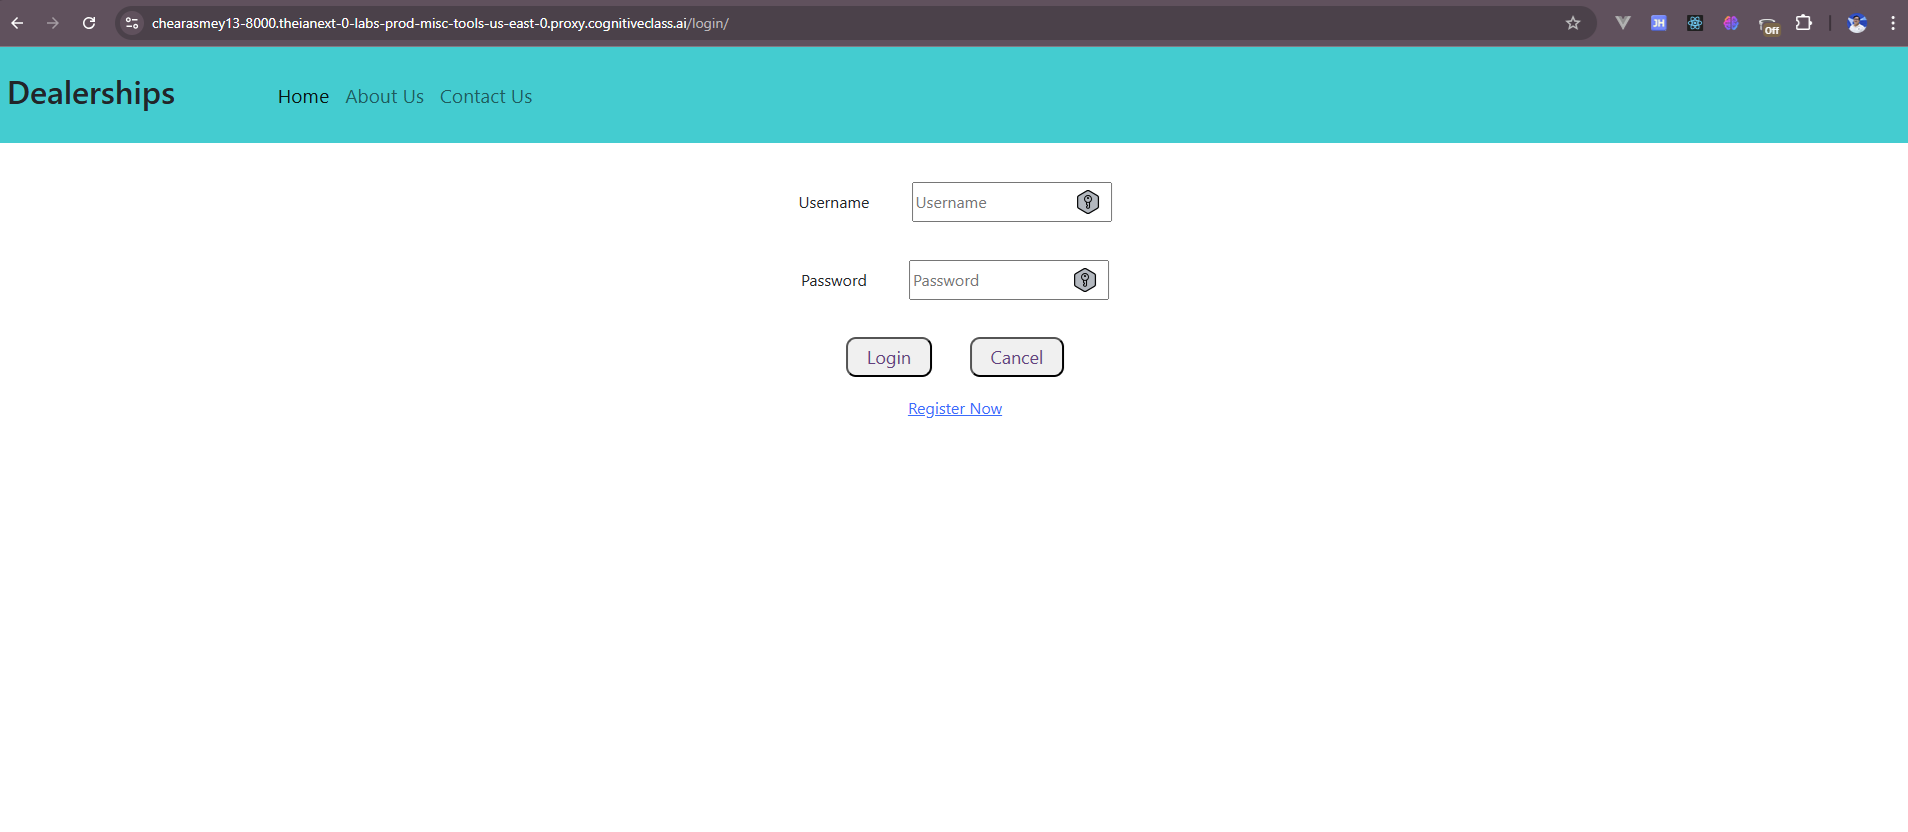 chearasmey13-8000.theianext-0-labs-prod-misc-tools-us-east-0.proxy.cognitiveclass.ai/login/
JH
Off
Dealerships
Home About Us Contact Us
Username Username
Password Password
Login Cancel
Register Now